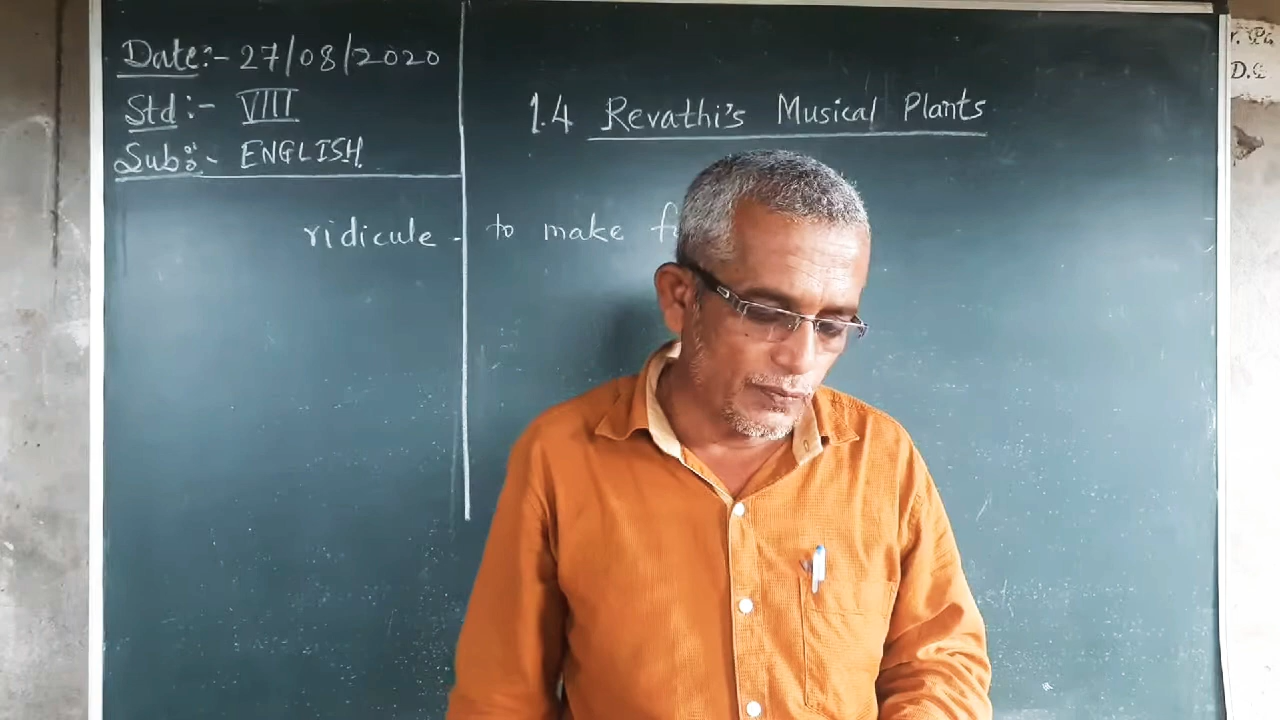 Date:- 27/08/2020
Std:- VIII
Sub:- ENGLISH
1.4 Revathi's Musical Plants
ridicule - to make